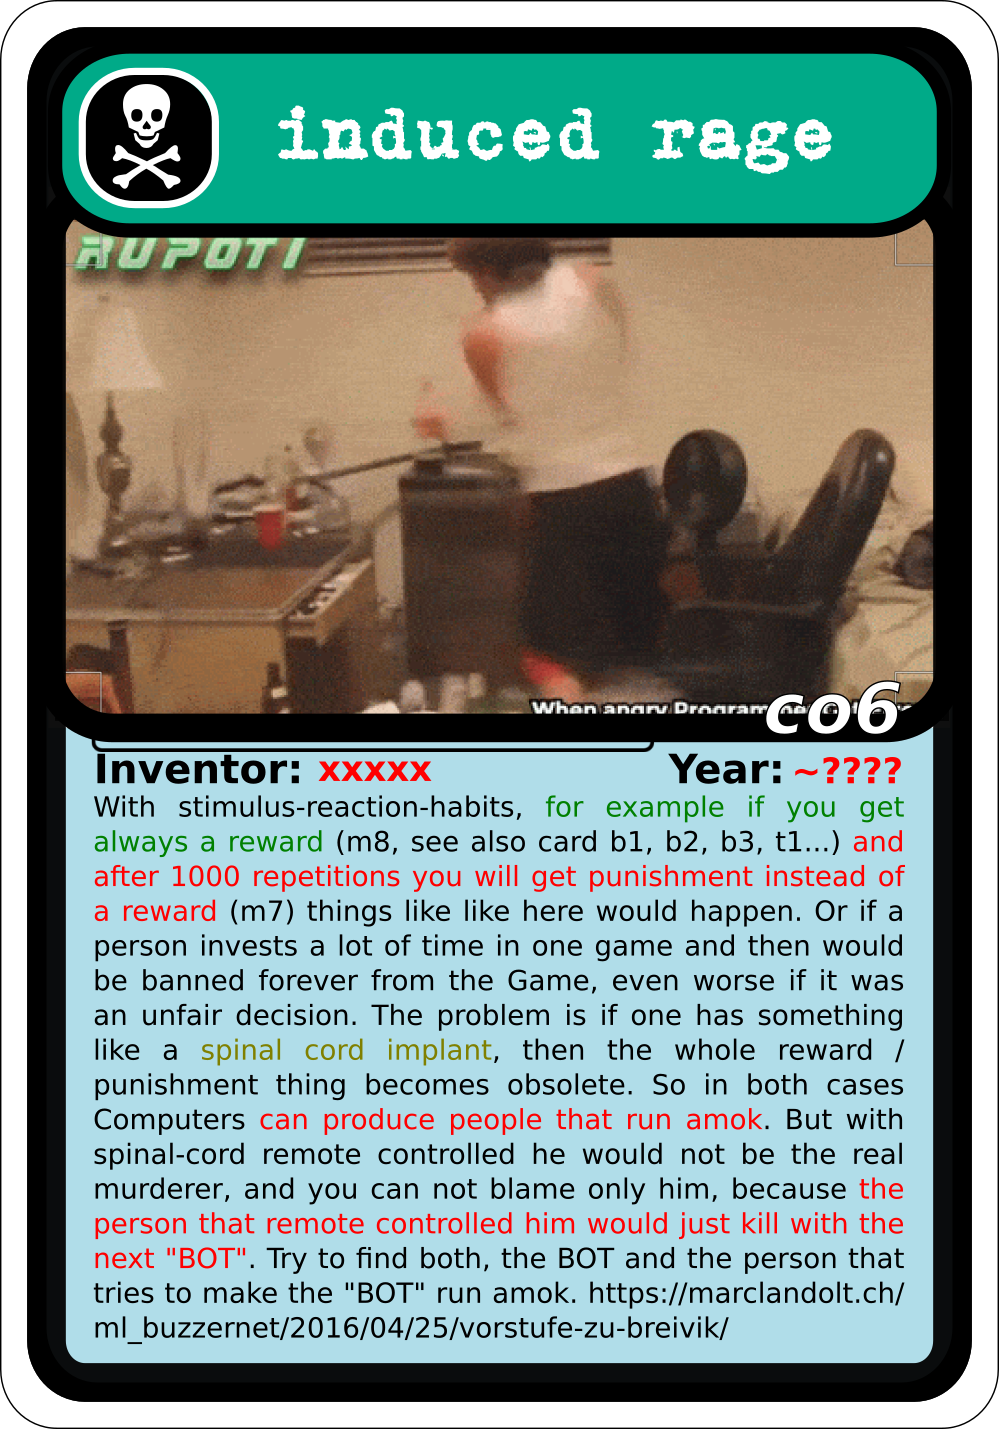 induced rage
RUPOTI
When angry Programme
co6
Inventor: xxxxx Year: ~????
With stimulus-reaction-habits, for example if you get
always a reward (m8, see also card b1, b2, b3, t1...) and
after 1000 repetitions you will get punishment instead of
a reward (m7) things like like here would happen. Or if a
person invests a lot of time in one game and then would
be banned forever from the Game, even worse if it was
an unfair decision. The problem is if one has something
like a spinal cord implant, then the whole reward /
punishment thing becomes obsolete. So in both cases
Computers can produce people that run amok. But with
spinal-cord remote controlled he would not be the real
murderer, and you can not blame only him, because the
person that remote controlled him would just kill with the
next "BOT". Try to find both, the BOT and the person that
tries to make the "BOT" run amok. https://marclandolt.ch/
ml_buzzernet/2016/04/25/vorstufe-zu-breivik/